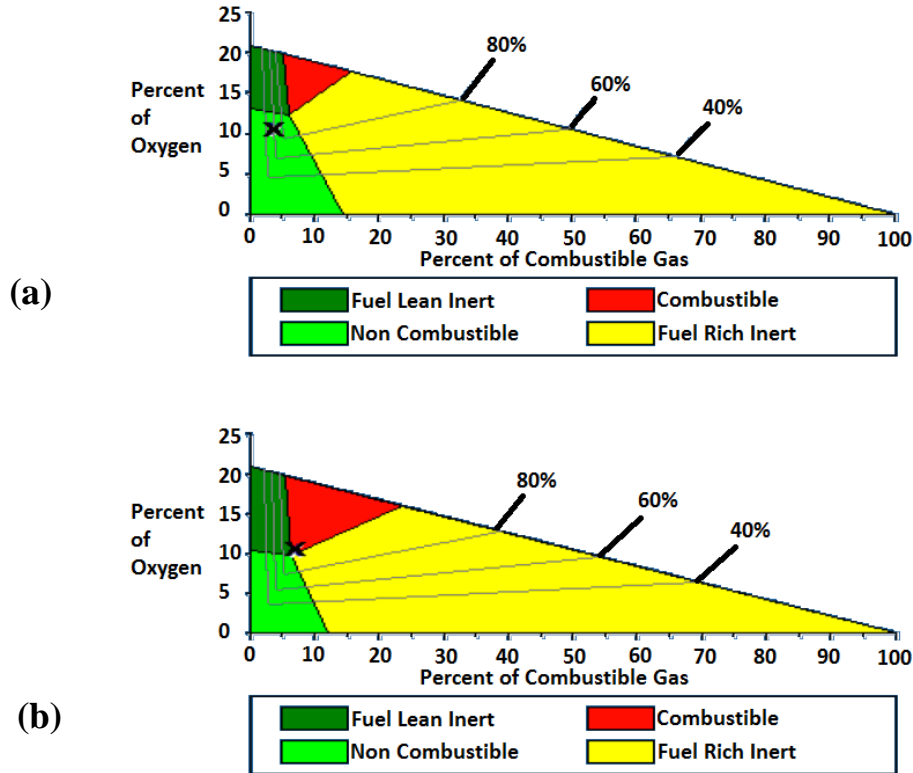 25
20
15
10
5
0
Percent
of
Oxygen
80%
60%
40%
0 10 20 30 40 50 60 70 80 90 100
Percent of Combustible Gas
(a)
Fuel Lean Inert Combustible
Non Combustible Fuel Rich Inert
25
20
15
10
5
0
Percent
of
Oxygen
80%
60%
40%
0 10 20 30 40 50 60 70 80 90 100
Percent of Combustible Gas
(b)
Fuel Lean Inert Combustible
Non Combustible Fuel Rich Inert